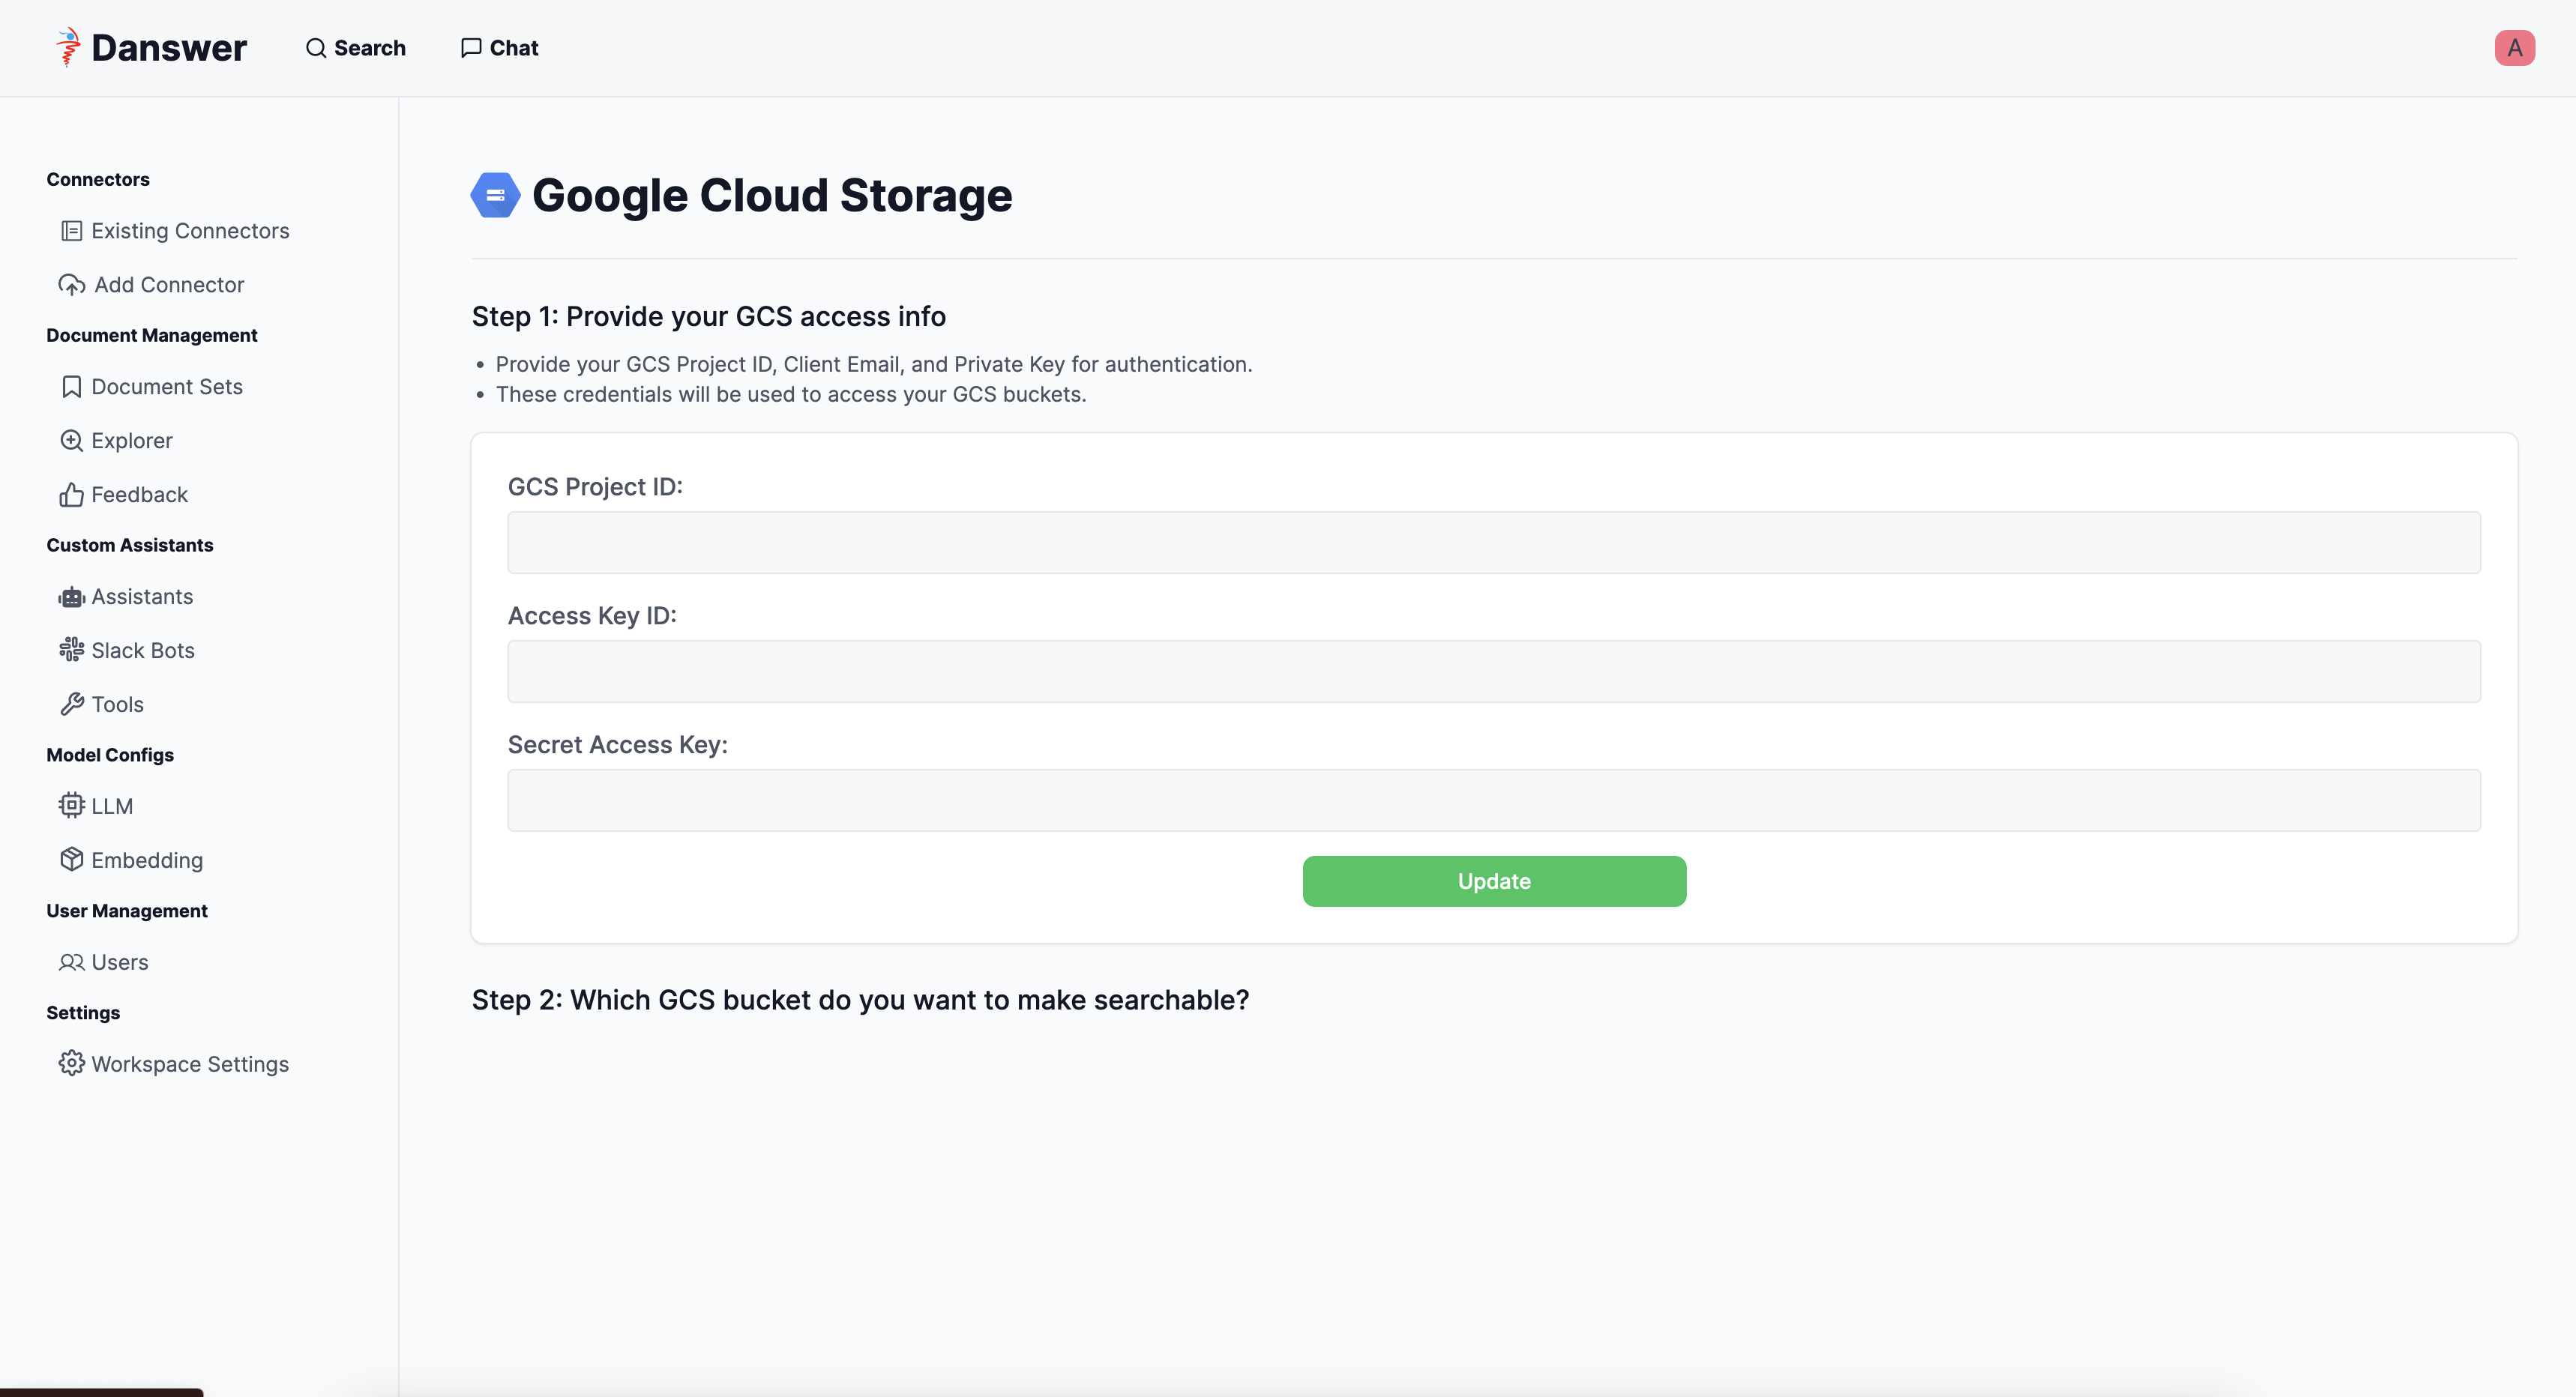 Danswer
Search
Chat
A
Connectors
Existing Connectors
Add Connector
Document Management
Document Sets
Explorer
Feedback
Custom Assistants
Assistants
Slack Bots
Tools
Model Configs
LLM
Embedding
User Management
Users
Settings
Workspace Settings
Google Cloud Storage
Step 1: Provide your GCS access info
• Provide your GCS Project ID, Client Email, and Private Key for authentication.
• These credentials will be used to access your GCS buckets.
GCS Project ID:
Access Key ID:
Secret Access Key:
Update
Step 2: Which GCS bucket do you want to make searchable?